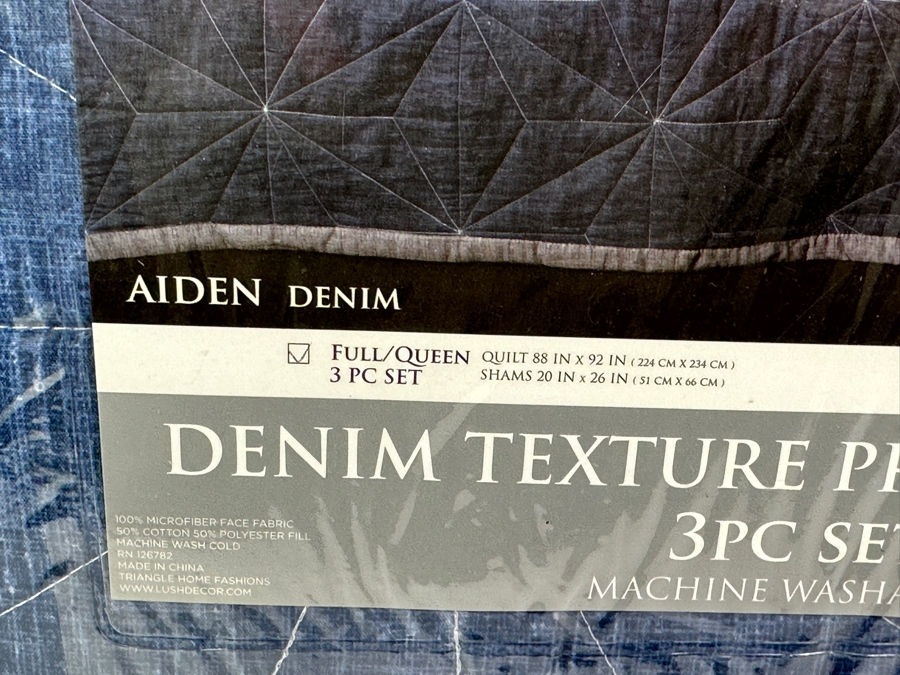 AIDEN DENIM
FULL/QUEEN QUILT 88 IN X 92 IN ( 224 CM X 234 CM )
3 PC SET SHAMS 20 IN x 26 IN ( 51 CM X 66 CM )
DENIM TEXTURE
3PC
MACHINE
100% MICROFIBER FACE FABRIC
50% COTTON 50% POLYESTER FILL
MACHINE WASH COLD
RN 126782
MADE IN CHINA
TRIANGLE HOME FASHIONS
WWW.LUSHDECOR.COM